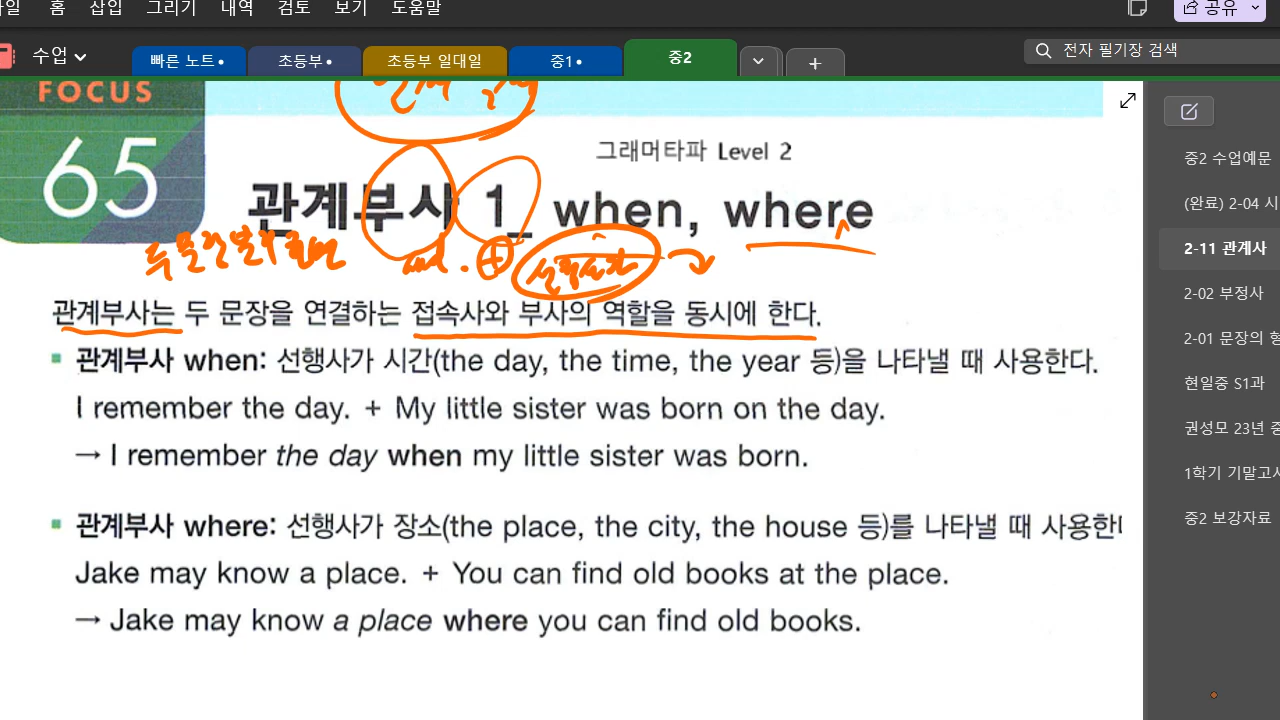 파일 홈 삽입 그리기 내역 검토 보기 도움말 공유
수업 빠른 노트 초등부 초등부 일대일 중1 중2 + 전자 필기장 검색
FOCUS
65
그래머타파 Level 2
관계부사 1_ when, where
관계부사는 두 문장을 연결하는 접속사와 부사의 역할을 동시에 한다.
관계부사 when: 선행사가 시간(the day, the time, the year 등)을 나타낼 때 사용한다.
I remember the day. + My little sister was born on the day.
→ I remember the day when my little sister was born.
관계부사 where: 선행사가 장소(the place, the city, the house 등)를 나타낼 때 사용한
Jake may know a place. + You can find old books at the place.
→ Jake may know a place where you can find old books.
중2 수업예문
(완료) 2-04 시
2-11 관계사
2-02 부정사
2-01 문장의 형
현일중 S1과
권성모 23년 중
1학기 기말고사
중2 보강자료